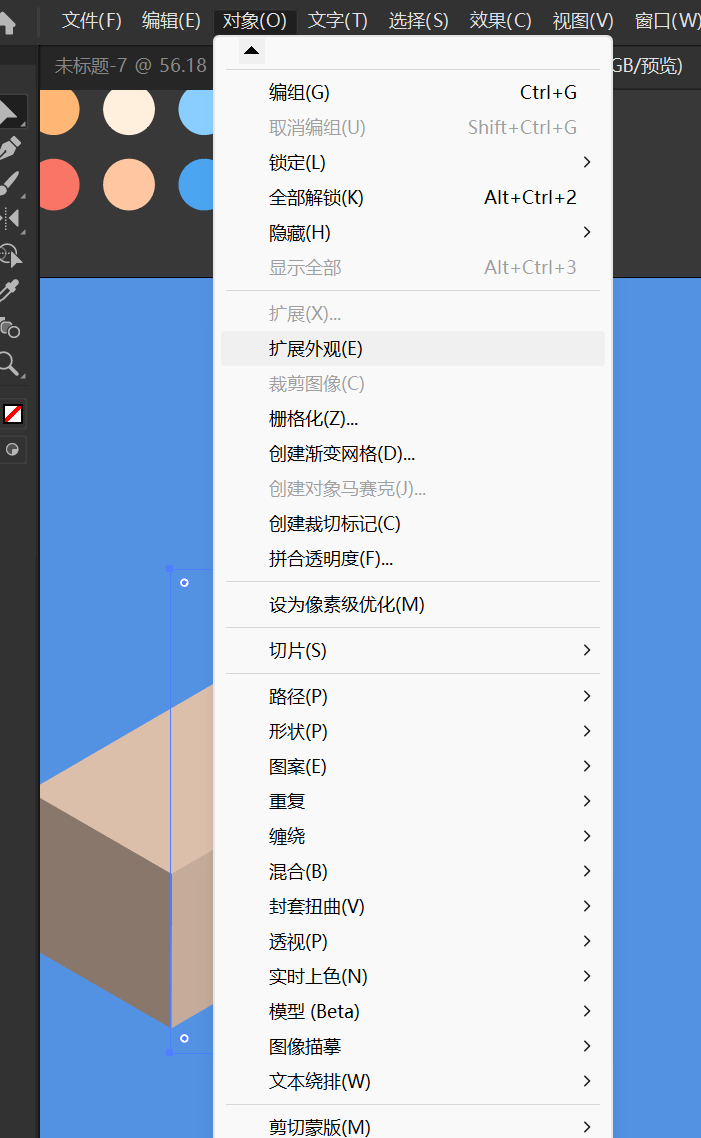 文件(F) 编辑(E) 对象(O) 文字(T) 选择(S) 效果(C) 视图(V) 窗口(W)
未标题-7 @ 56.18
GB/预览)
编组(G) Ctrl+G
取消编组(U) Shift+Ctrl+G
锁定(L)
全部解锁(K) Alt+Ctrl+2
隐藏(H)
显示全部 Alt+Ctrl+3
扩展(X)...
扩展外观(E)
裁剪图像(C)
栅格化(Z)...
创建渐变网格(D)...
创建对象马赛克(J)...
创建裁切标记(C)
拼合透明度(F)...
设为像素级优化(M)
切片(S)
路径(P)
形状(P)
图案(E)
重复
缠绕
混合(B)
封套扭曲(V)
透视(P)
实时上色(N)
模型 (Beta)
图像描摹
文本绕排(W)
剪切蒙版(M)